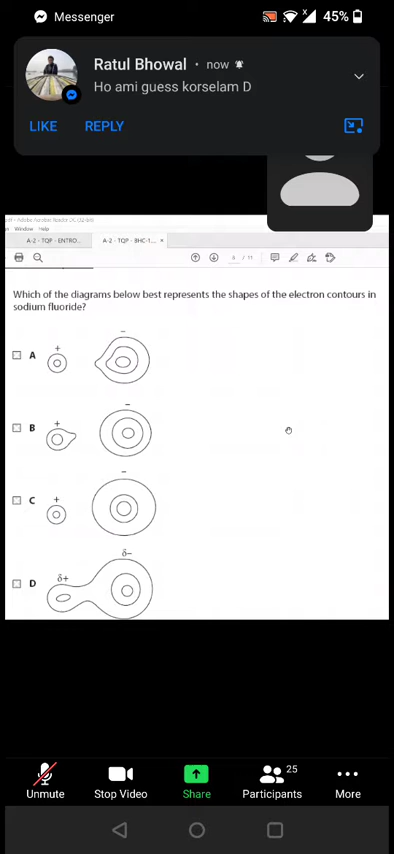 Messenger
45%
Ratul Bhowal • now
Ho ami guess korselam D
LIKE REPLY
Window Help
A-2 - TQP - ENTRO... A-2 - TQP - BHC-1... ×
/ 11
Which of the diagrams below best represents the shapes of the electron contours in
sodium fluoride?
A + −
B + −
C + −
D δ+ δ−
Unmute Stop Video Share Participants 25 More